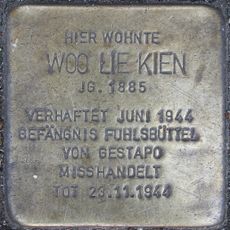 HIER WOHNTE
WOO LIE KIEN
JG. 1885
VERHAFTET JUNI 1944
GEFÄNGNIS FUHLSBÜTTEL
VON GESTAPO
MISSHANDELT
TOT 23.11.1944